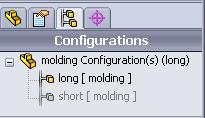 Configurations
molding Configuration(s) (long)
long [ molding ]
short [ molding ]